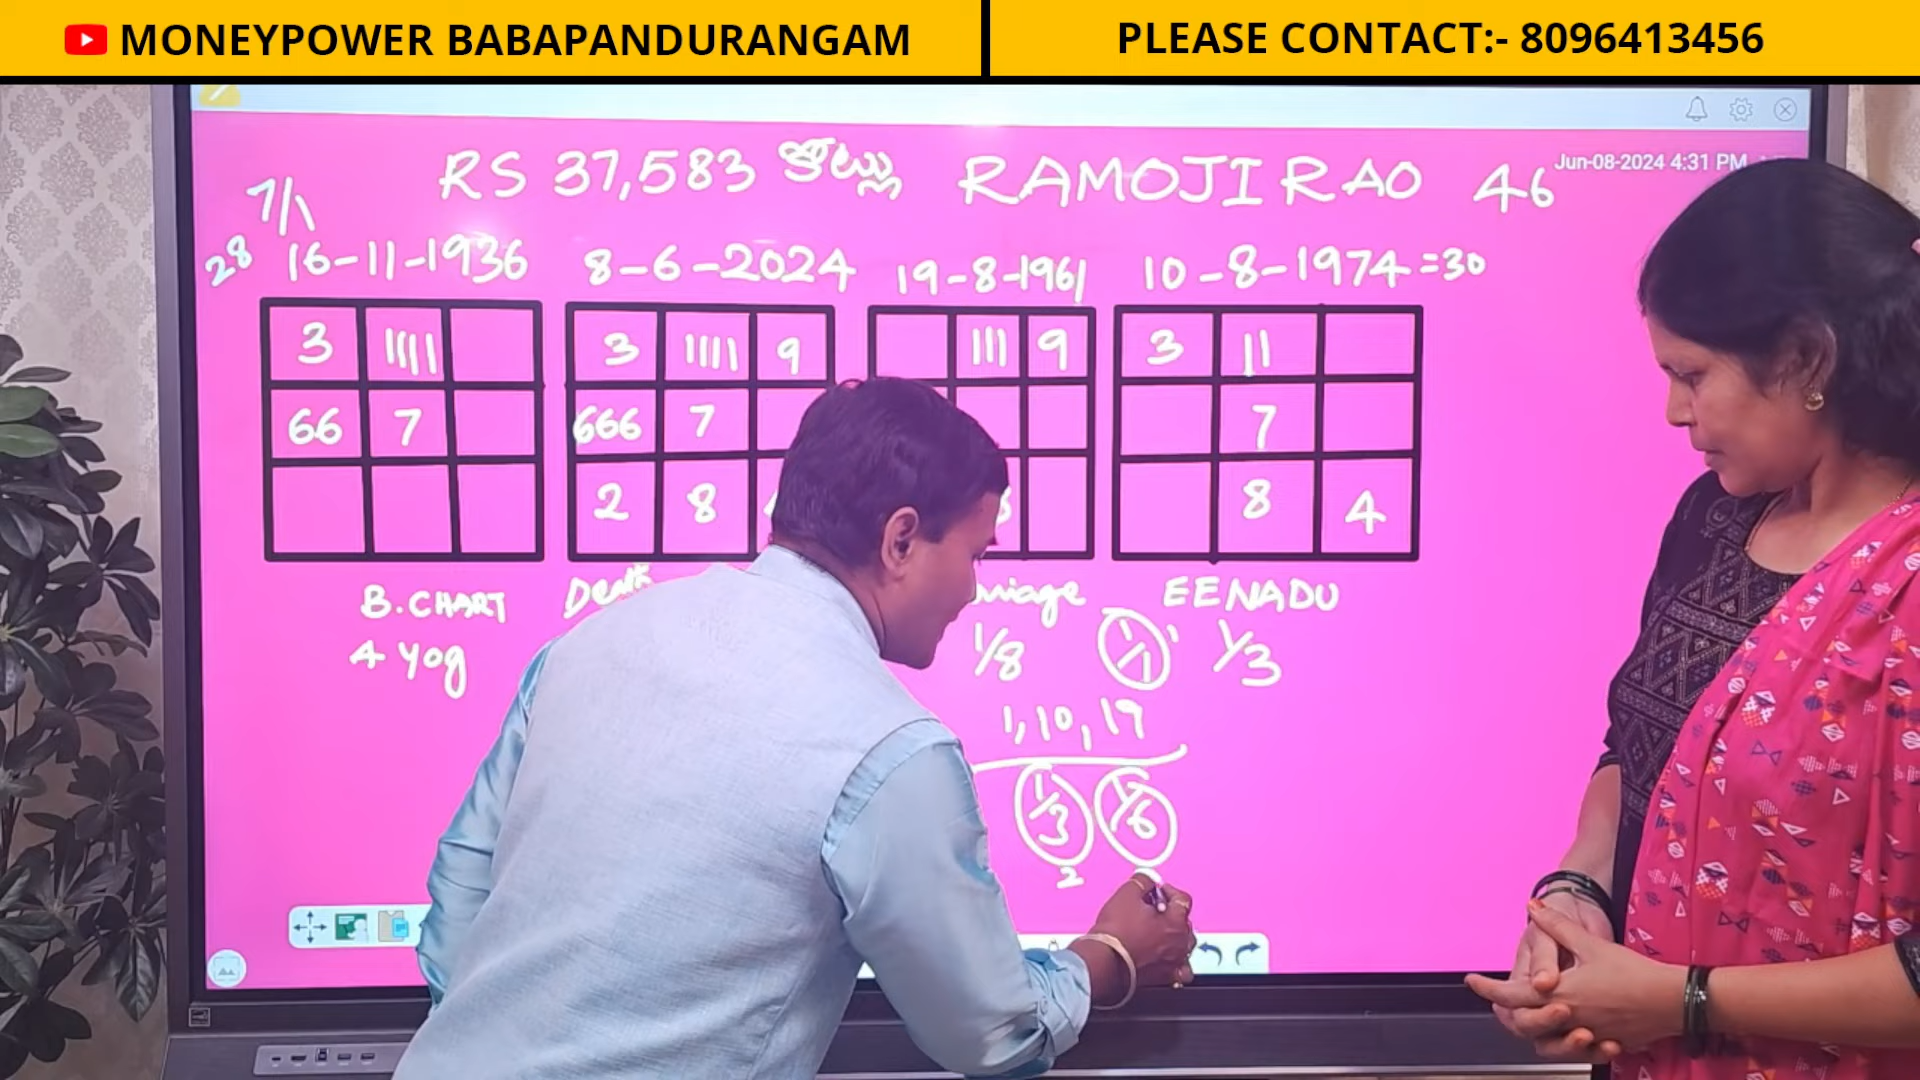 MONEYPOWER BABAPANDURANGAM
PLEASE CONTACT:- 8096413456
Jun-08-2024 4:31 PM
RS 37,583 కోట్లు RAMOJI RAO 46
7/1
28 16-11-1936 8-6-2024 19-8-1961 10-8-1974=30
3 1111 3 1111 9 111 9 3 11
66 7 666 7 7
2 8 8 4
B.CHART EENADU
4 Yog 1/8 1/1 1/3
1,10,19
1/3 1/6
2